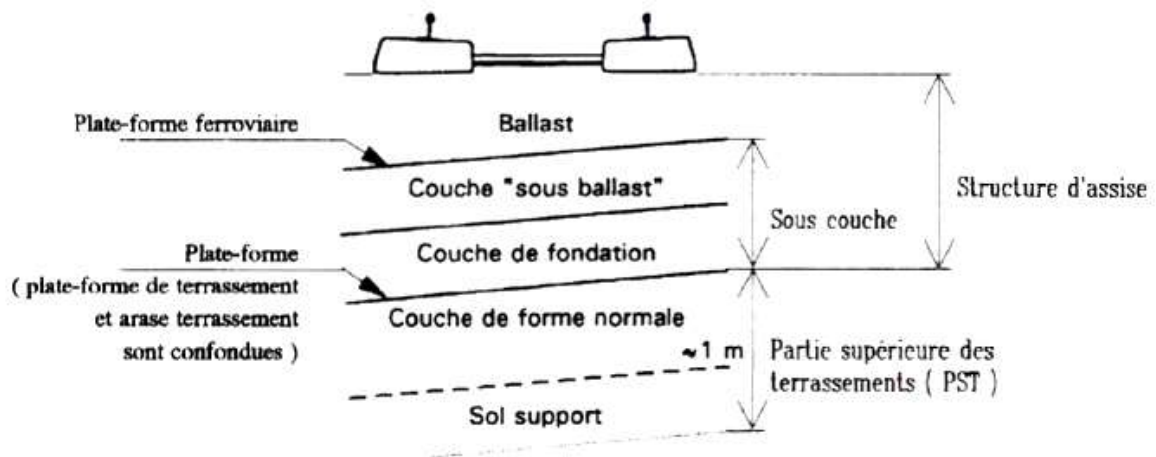 Ballast
Plate-forme ferroviaire
Couche "sous ballast"
Structure d'assise
Sous couche
Couche de fondation
Plate-forme
( plate-forme de terrassement
et arase terrassement
sont confondues )
Couche de forme normale
~1 m
Partie supérieure des
terrassements ( PST )
Sol support